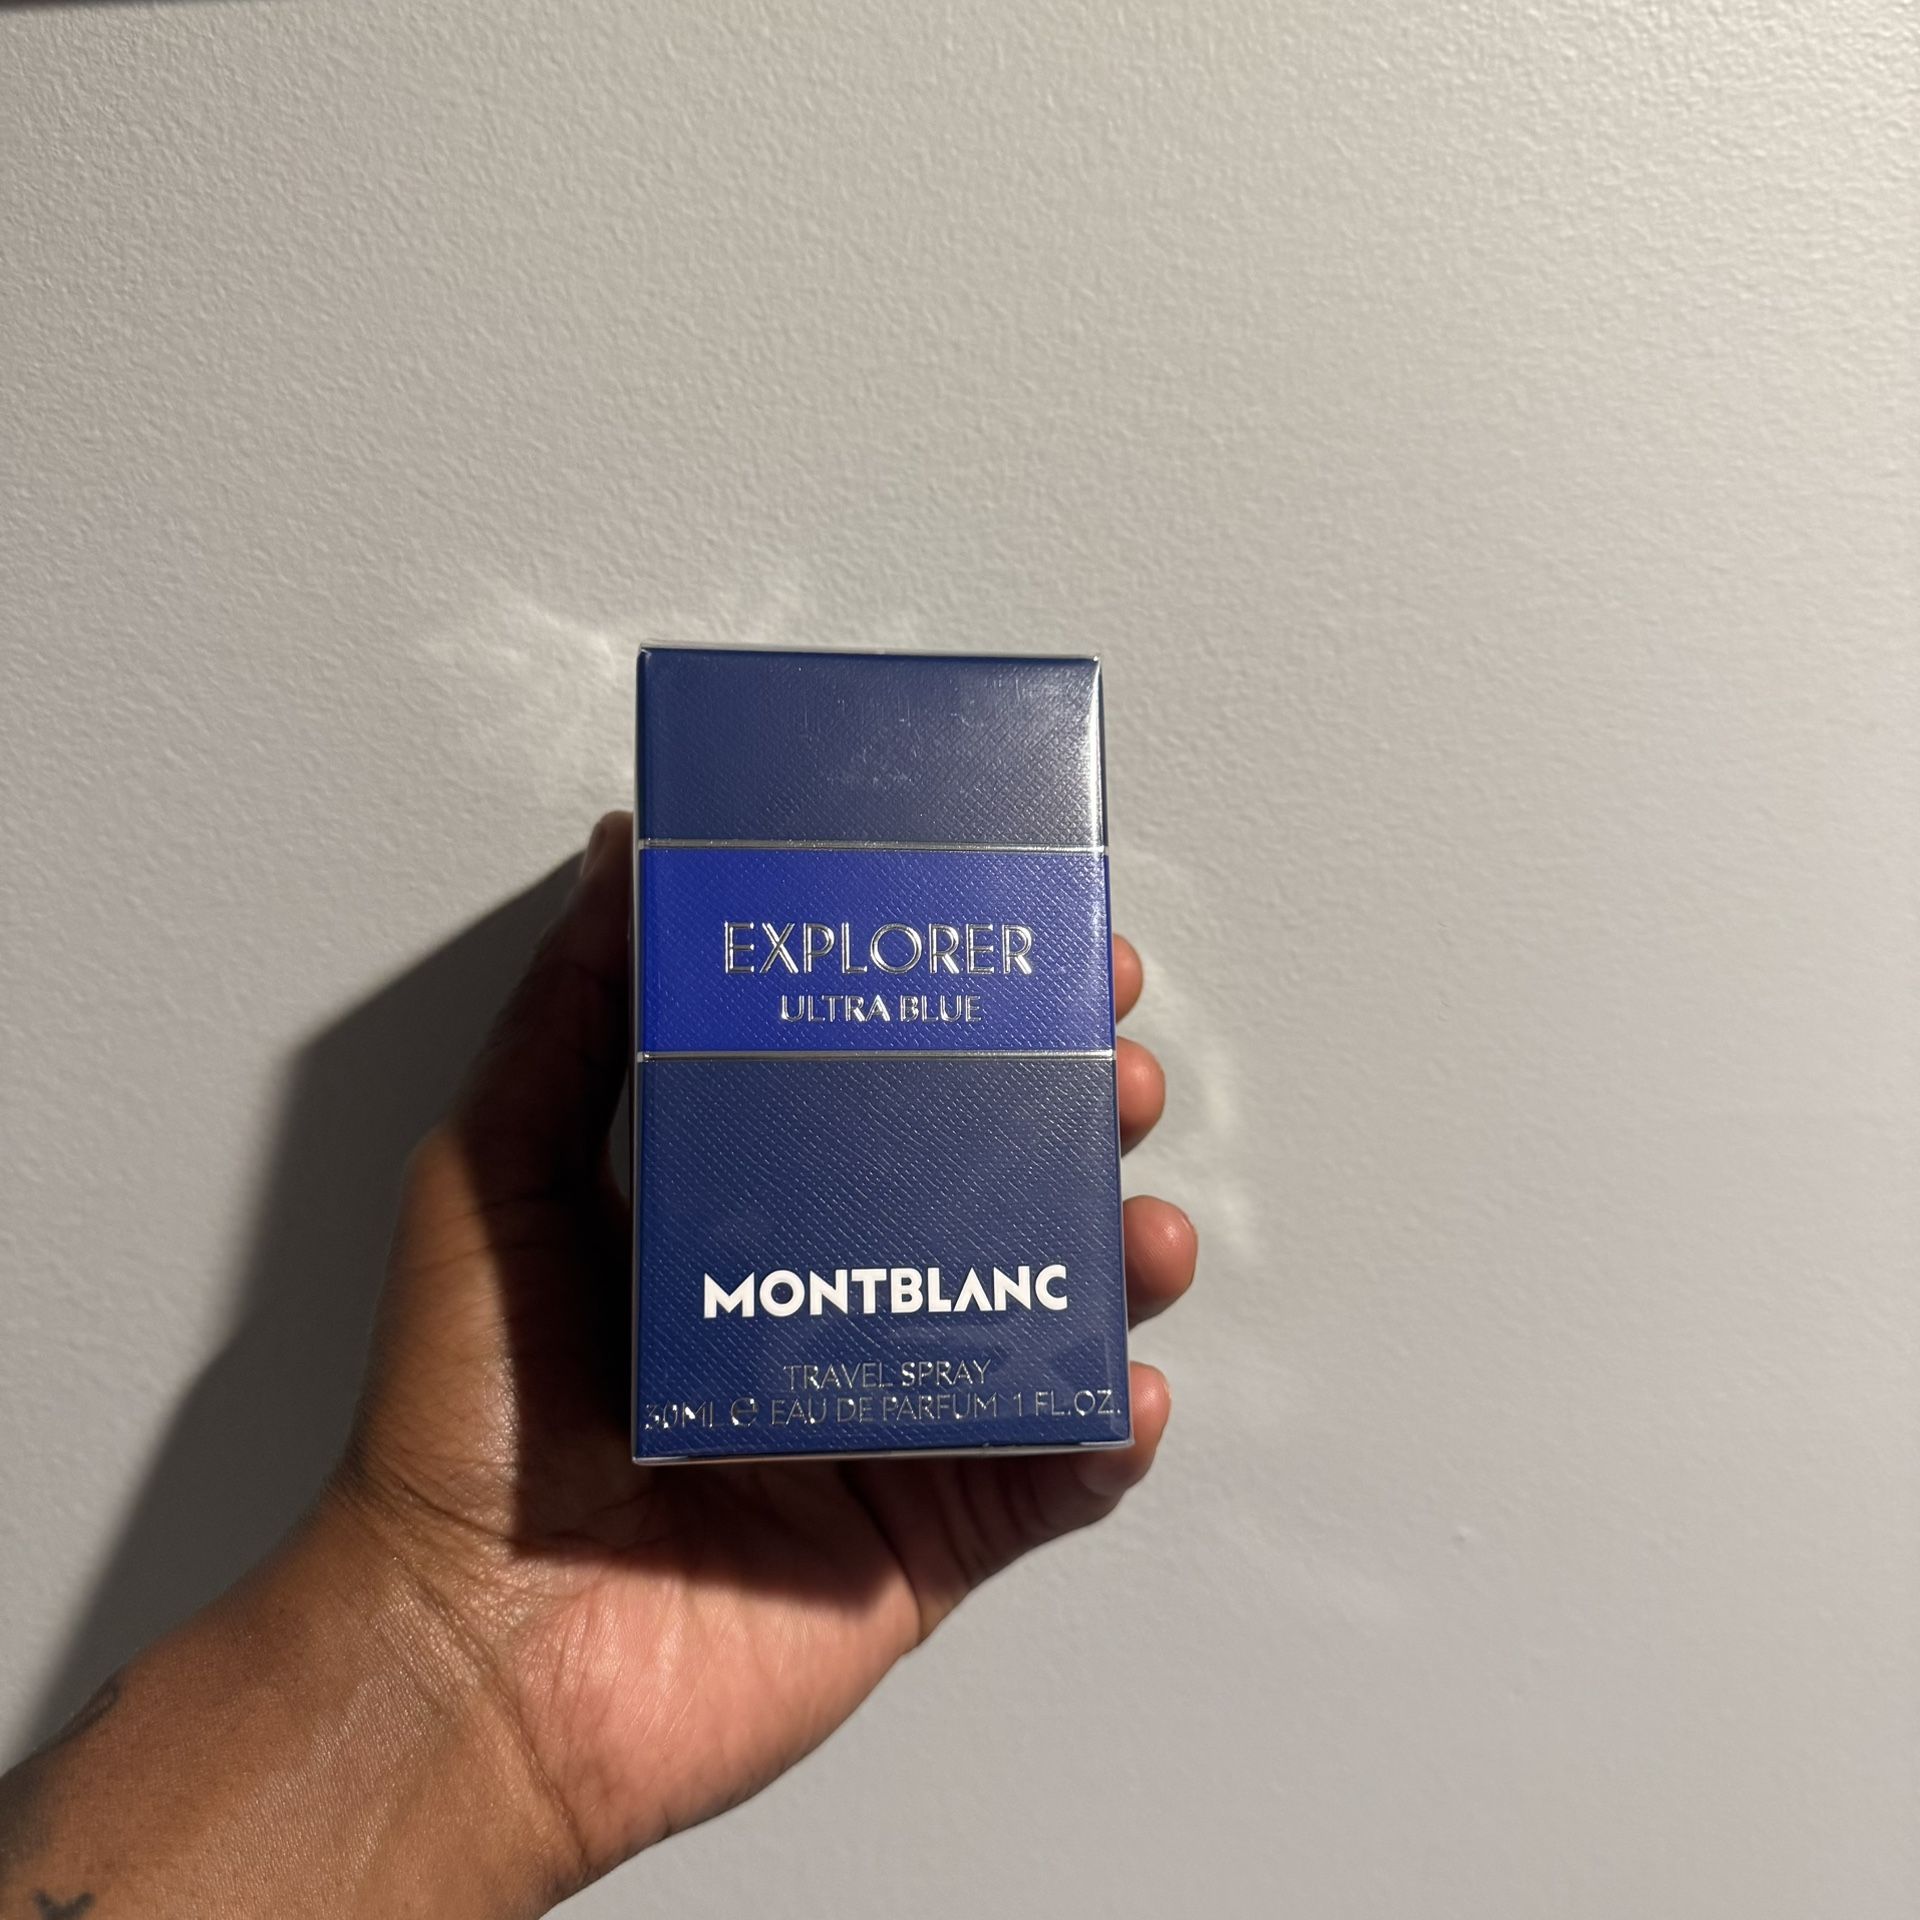 EXPLORER
ULTRA BLUE
MONTBLANC
TRAVEL SPRAY
30ML ℮ EAU DE PARFUM 1 FL.OZ.